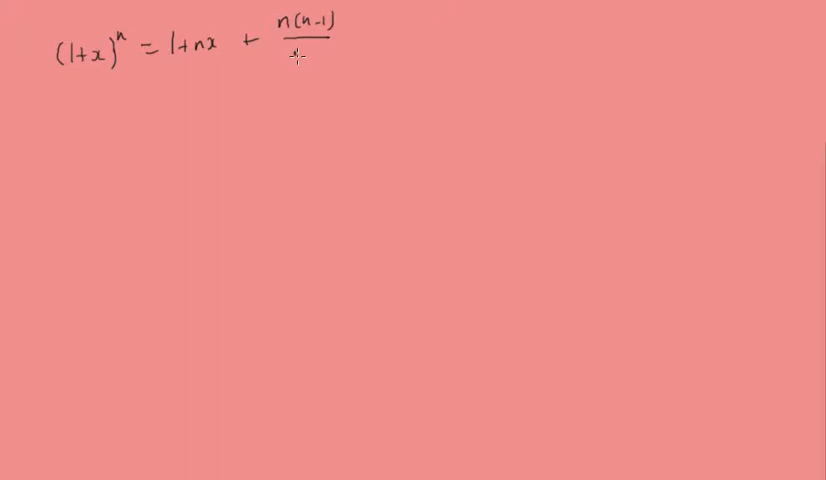 (1+x)^n = 1+nx + n(n-1)/